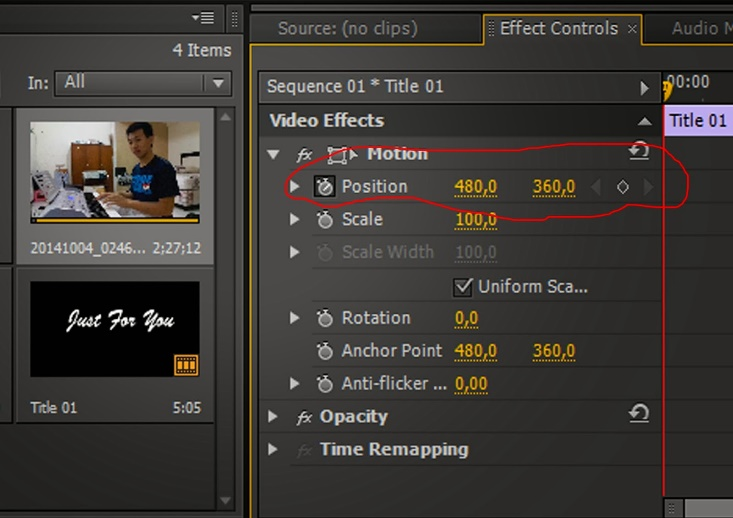 4 Items
In: All
20141004_0246... 2;27;12
Just For You
Title 01 5:05
Source: (no clips)
Effect Controls ×
Audio M
Sequence 01 * Title 01
00:00
Video Effects
Title 01
fx Motion
Position 480,0 360,0
Scale 100,0
Scale Width 100,0
Uniform Sca...
Rotation 0,0
Anchor Point 480,0 360,0
Anti-flicker ... 0,00
fx Opacity
fx Time Remapping